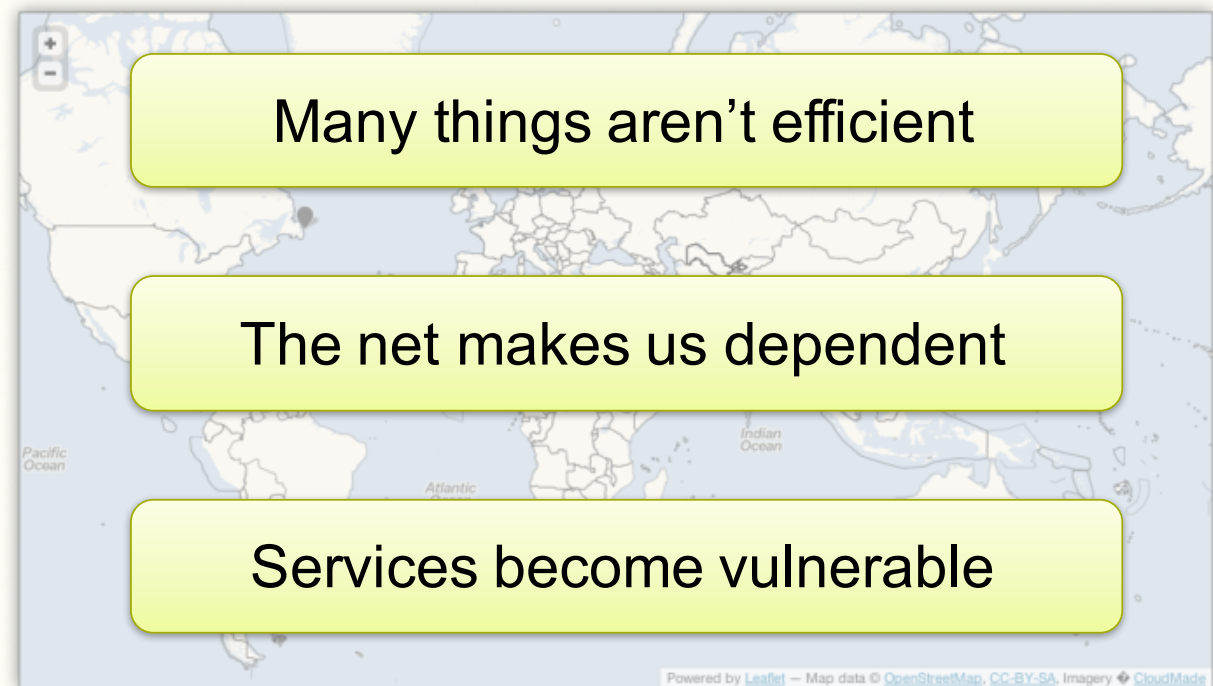 +
-
Many things aren’t efficient
The net makes us dependent
Pacific
Ocean
Indian
Ocean
Atlantic
Services become vulnerable
Powered by Leaflet — Map data © OpenStreetMap, CC-BY-SA, Imagery � CloudMade